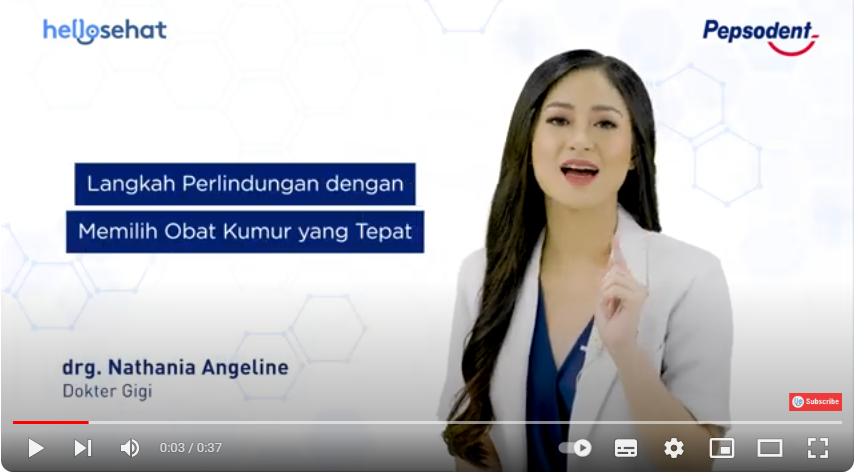 hellosehat
Pepsodent
Langkah Perlindungan dengan
Memilih Obat Kumur yang Tepat
drg. Nathania Angeline
Dokter Gigi
Subscribe
0:03 / 0:37